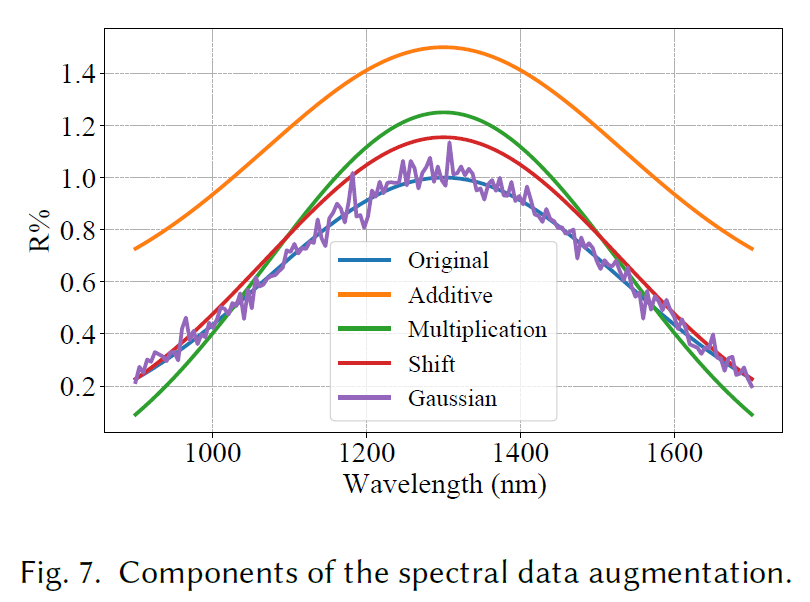 1.4
1.2
1.0
0.8
0.6
0.4
0.2
R%
Original
Additive
Multiplication
Shift
Gaussian
1000 1200 1400 1600
Wavelength (nm)
Fig. 7. Components of the spectral data augmentation.